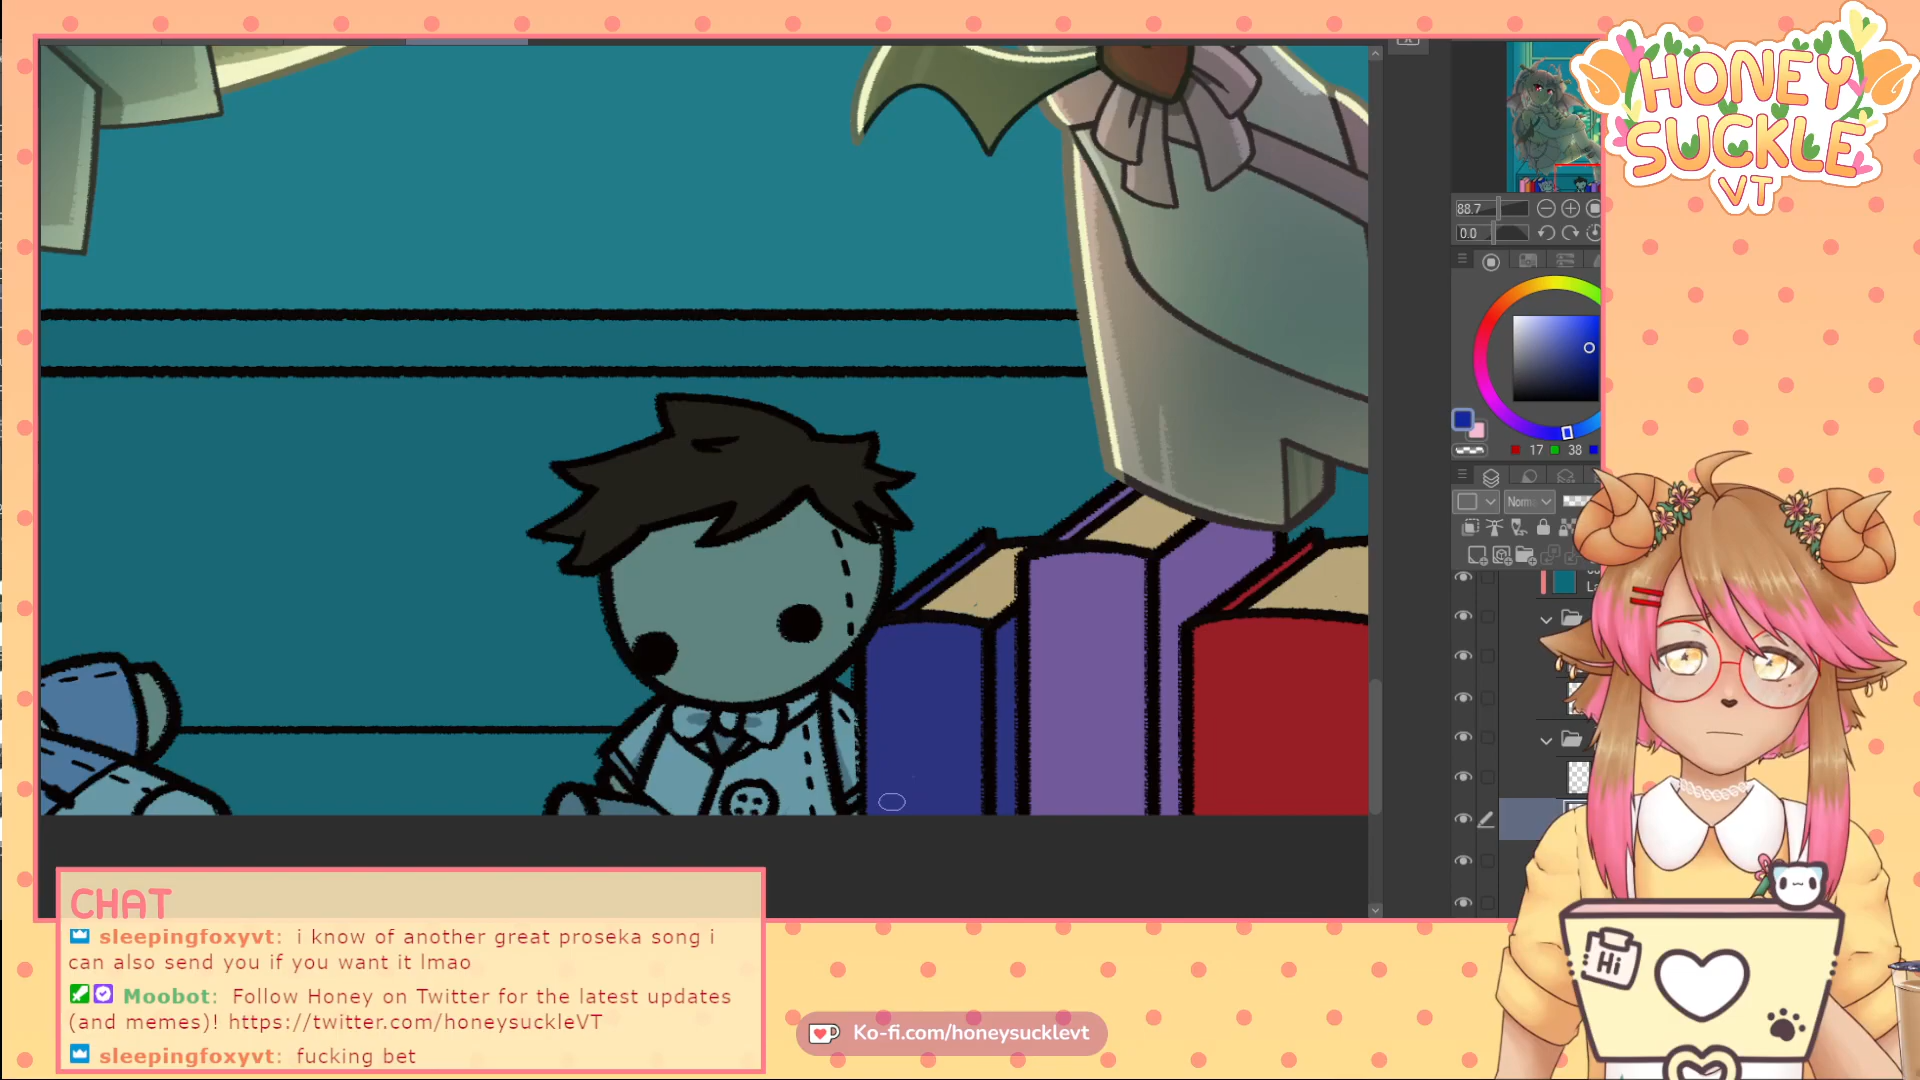 HONEY
SUCKLE
VT
88.7
0.0
17 38
Norm
Hi
CHAT
sleepingfoxyvt: i know of another great proseka song i
can also send you if you want it lmao
Moobot: Follow Honey on Twitter for the latest updates
(and memes)! https://twitter.com/honeysuckleVT
sleepingfoxyvt: fucking bet
Ko-fi.com/honeysucklevt